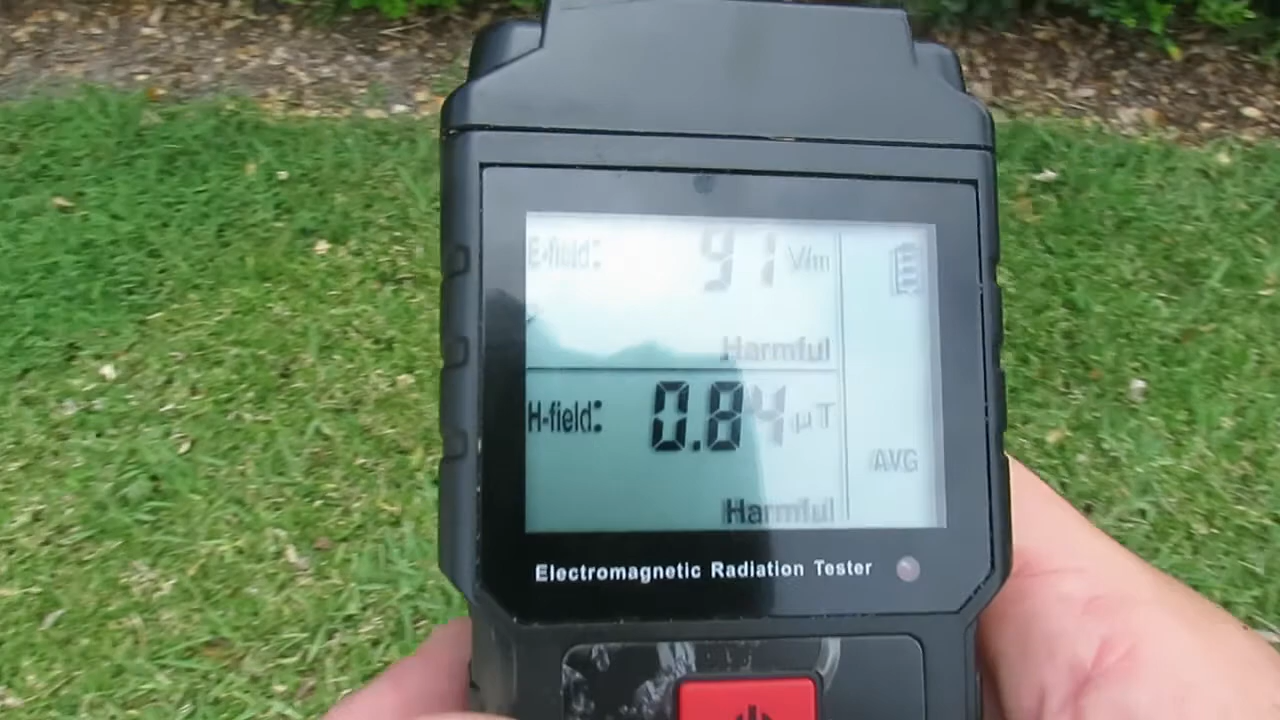 E-field: 91 V/m
Harmful
H-field: 0.84 μT
AVG
Harmful
Electromagnetic Radiation Tester